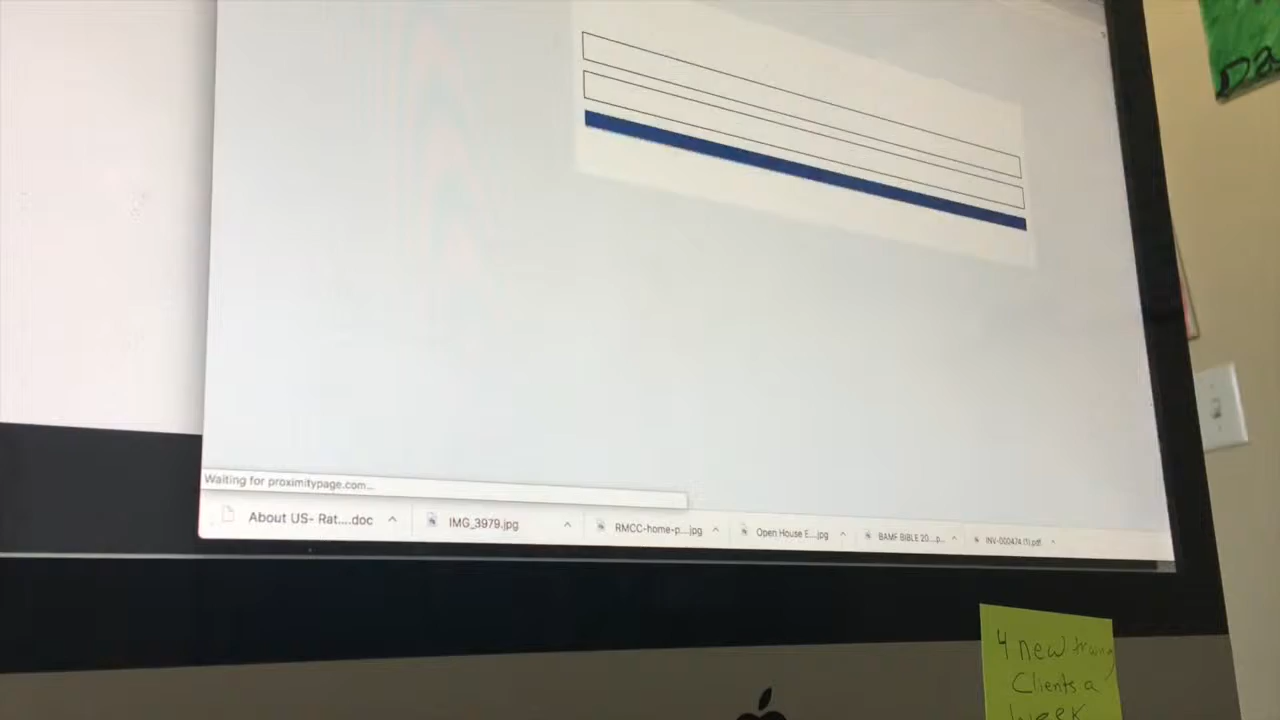 Da
Waiting for proximitypage.com...
About US- Rat....doc
IMG_3979.jpg
RMCC-home-p....jpg
Open House E....jpg
BAMF BIBLE 20....p...
INV-000474 (1).pdf
4 new
Clients a
week